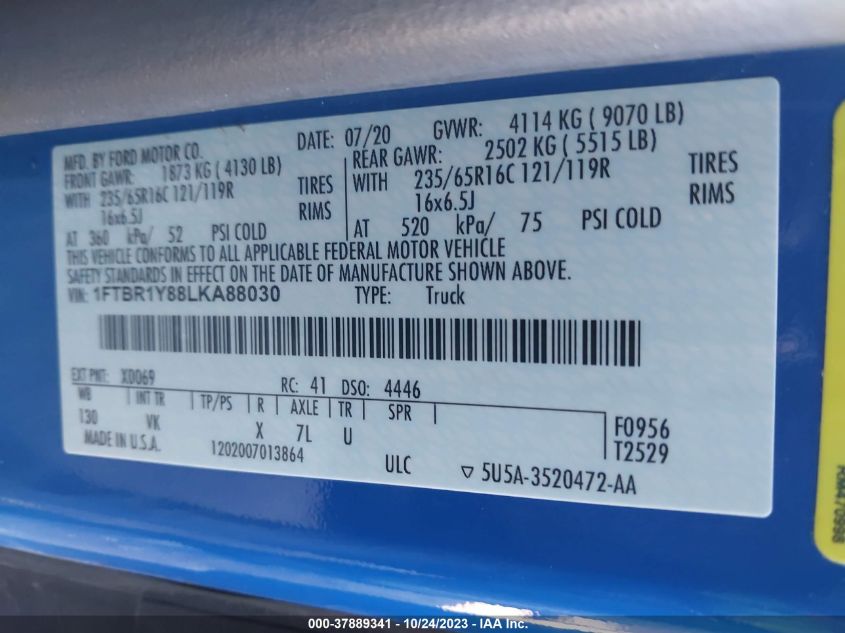 MFD. BY FORD MOTOR CO. DATE: 07/20 GVWR: 4114 KG ( 9070 LB)
FRONT GAWR: 1873 KG ( 4130 LB) REAR GAWR: 2502 KG ( 5515 LB)
WITH 235/65R16C 121/119R TIRES WITH 235/65R16C 121/119R TIRES
16x6.5J RIMS 16x6.5J RIMS
AT 360 kPa/ 52 PSI COLD AT 520 kPa/ 75 PSI COLD
THIS VEHICLE CONFORMS TO ALL APPLICABLE FEDERAL MOTOR VEHICLE
SAFETY STANDARDS IN EFFECT ON THE DATE OF MANUFACTURE SHOWN ABOVE.
VIN: 1FTBR1Y88LKA88030 TYPE: Truck
EXT PNT: XD069 RC: 41 DSO: 4446
WB INT TR TP/PS R AXLE TR SPR
130 VK X 7L U F0956
T2529
MADE IN U.S.A. 1202007013864 ULC 5U5A-3520472-AA
000-37889341 - 10/24/2023 - IAA Inc.